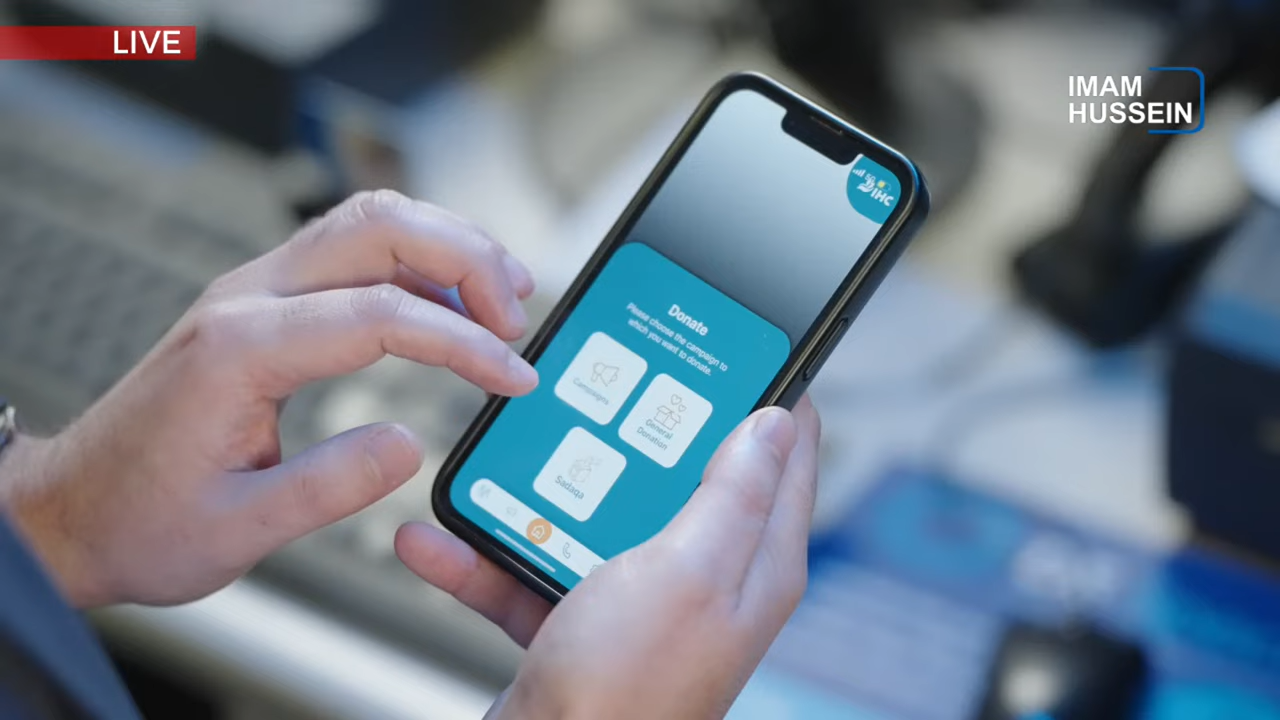 LIVE
IMAM
HUSSEIN
IHC
Donate
Please choose the campaign to
which you want to donate.
Campaigns
General
Donation
Sadaqa